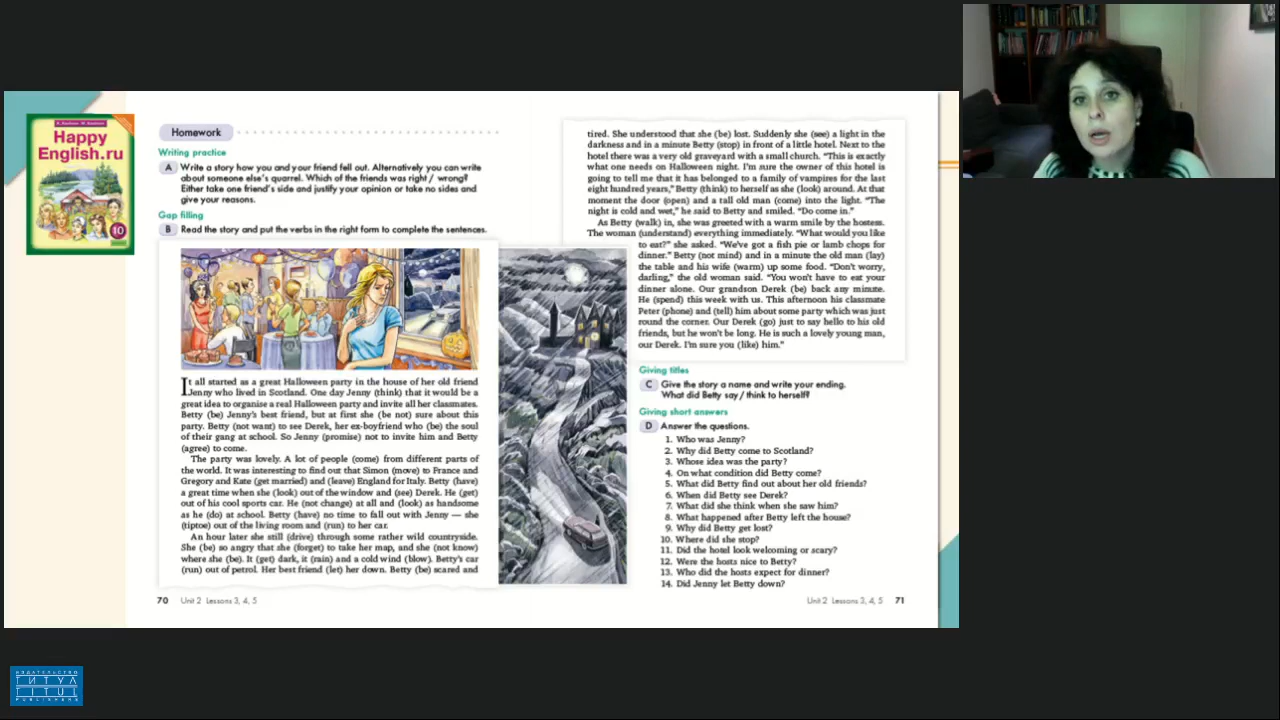 K. Kaufman M. Kaufman
Happy
English.ru
10
Homework
Writing practice
A Write a story how you and your friend fell out. Alternatively you can write
about someone else's quarrel. Which of the friends was right / wrong?
Either take one friend's side and justify your opinion or take no sides and
give your reasons.
Gap filling
B Read the story and put the verbs in the right form to complete the sentences.
It all started as a great Halloween party in the house of her old friend
Jenny who lived in Scotland. One day Jenny (think) that it would be a
great idea to organise a real Halloween party and invite all her classmates.
Betty (be) Jenny's best friend, but at first she (be not) sure about this
party. Betty (not want) to see Derek, her ex-boyfriend who (be) the soul
of their gang at school. So Jenny (promise) not to invite him and Betty
(agree) to come.
The party was lovely. A lot of people (come) from different parts of
the world. It was interesting to find out that Simon (move) to France and
Gregory and Kate (get married) and (leave) England for Italy. Betty (have)
a great time when she (look) out of the window and (see) Derek. He (get)
out of his cool sports car. He (not change) at all and (look) as handsome
as he (do) at school. Betty (have) no time to fall out with Jenny — she
(tiptoe) out of the living room and (run) to her car.
An hour later she still (drive) through some rather wild countryside.
She (be) so angry that she (forget) to take her map, and she (not know)
where she (be). It (get) dark, it (rain) and a cold wind (blow). Betty's car
(run) out of petrol. Her best friend (let) her down. Betty (be) scared and
70 Unit 2 Lessons 3, 4, 5
tired. She understood that she (be) lost. Suddenly she (see) a light in the
darkness and in a minute Betty (stop) in front of a little hotel. Next to the
hotel there was a very old graveyard with a small church. "This is exactly
what one needs on Halloween night. I'm sure the owner of this hotel is
going to tell me that it has belonged to a family of vampires for the last
eight hundred years," Betty (think) to herself as she (look) around. At that
moment the door (open) and a tall old man (come) into the light. "The
night is cold and wet," he said to Betty and smiled. "Do come in."
As Betty (walk) in, she was greeted with a warm smile by the hostess.
The woman (understand) everything immediately. "What would you like
to eat?" she asked. "We've got a fish pie or lamb chops for
dinner." Betty (not mind) and in a minute the old man (lay)
the table and his wife (warm) up some food. "Don't worry,
darling," the old woman said. "You won't have to eat your
dinner alone. Our grandson Derek (be) back any minute.
He (spend) this week with us. This afternoon his classmate
Peter (phone) and (tell) him about some party which was just
round the corner. Our Derek (go) just to say hello to his old
friends, but he won't be long. He is such a lovely young man,
our Derek. I'm sure you (like) him."
Giving titles
C Give the story a name and write your ending.
What did Betty say / think to herself?
Giving short answers
D Answer the questions.
1. Who was Jenny?
2. Why did Betty come to Scotland?
3. Whose idea was the party?
4. On what condition did Betty come?
5. What did Betty find out about her old friends?
6. When did Betty see Derek?
7. What did she think when she saw him?
8. What happened after Betty left the house?
9. Why did Betty get lost?
10. Where did she stop?
11. Did the hotel look welcoming or scary?
12. Were the hosts nice to Betty?
13. Who did the hosts expect for dinner?
14. Did Jenny let Betty down?
Unit 2 Lessons 3, 4, 5 71
ИЗДАТЕЛЬСТВО
ТИТУЛ
TITUL
PUBLISHERS